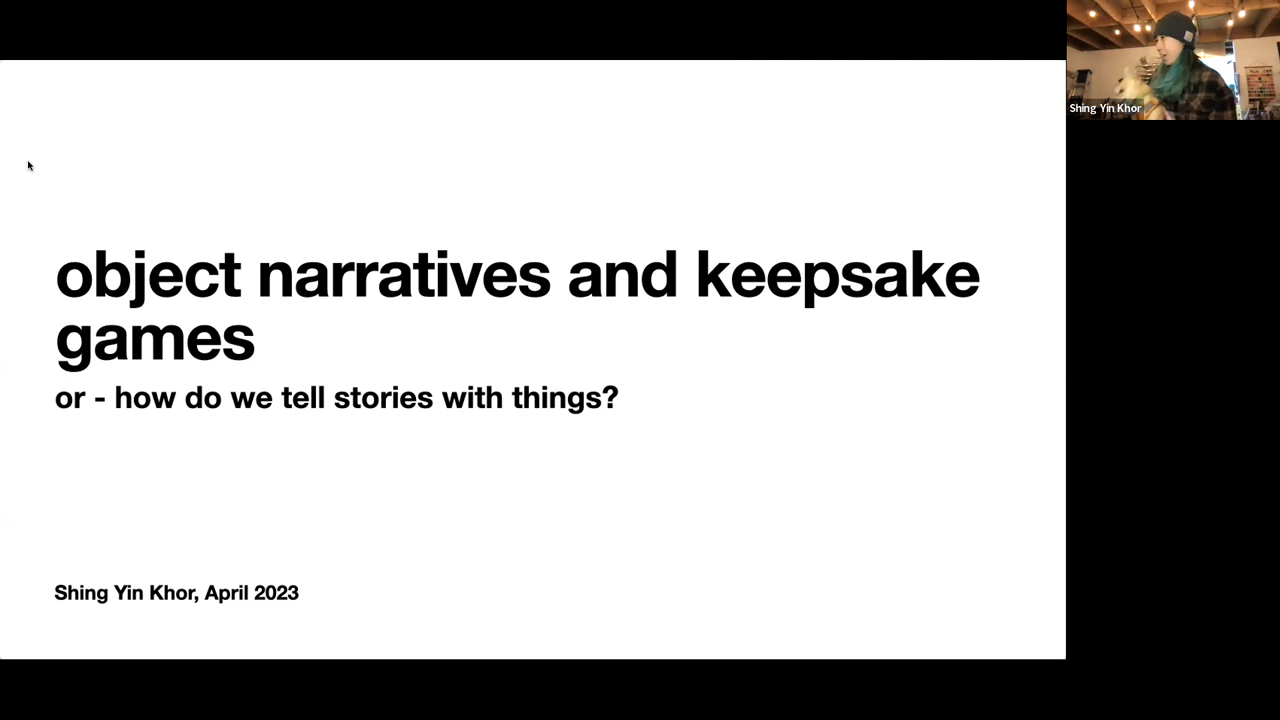 Shing Yin Khor
object narratives and keepsake
games
or - how do we tell stories with things?
Shing Yin Khor, April 2023